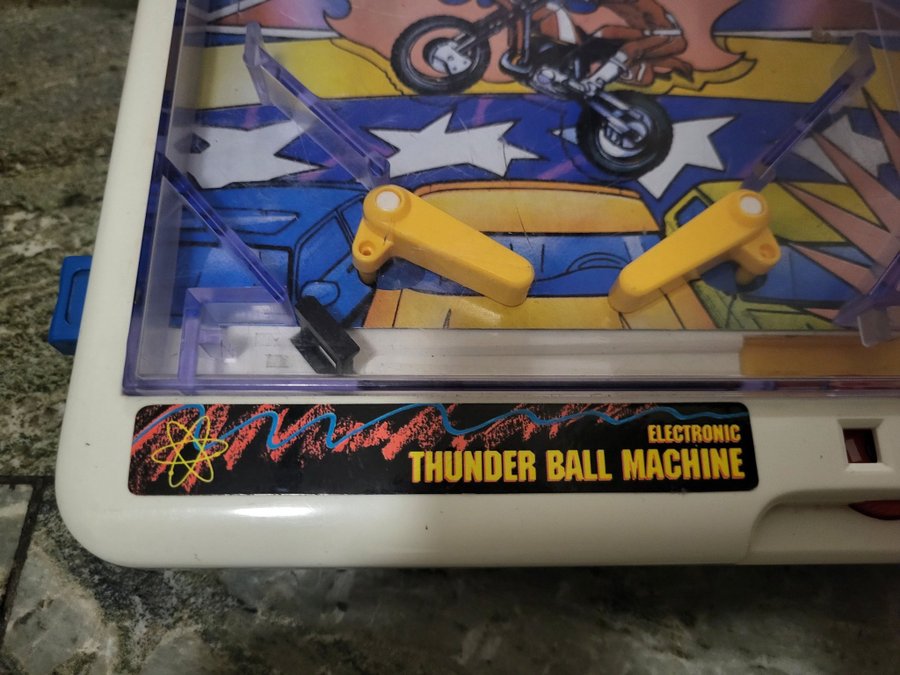 ELECTRONIC
THUNDER BALL MACHINE